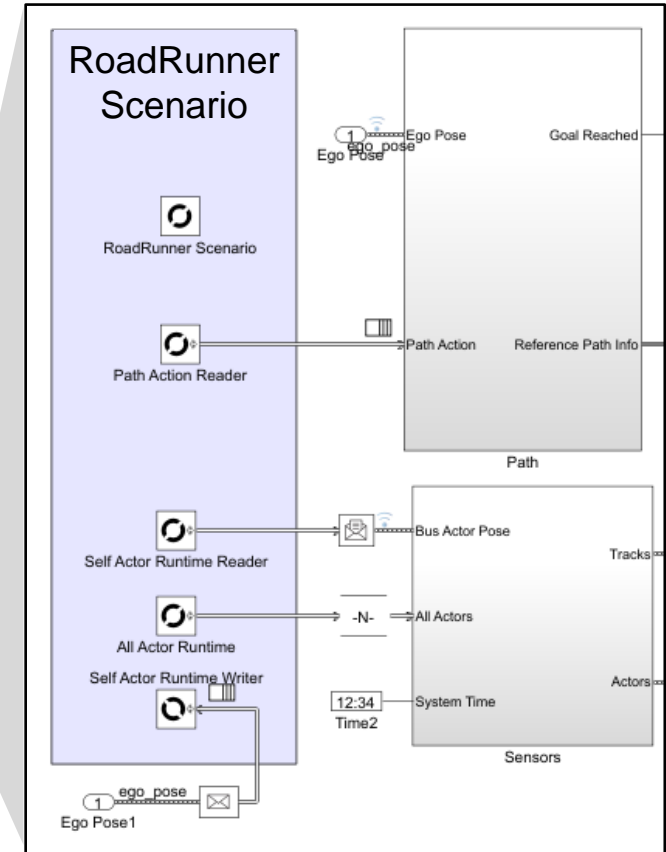 RoadRunner
Scenario
RoadRunner Scenario
Path Action Reader
Self Actor Runtime Reader
All Actor Runtime
Self Actor Runtime Writer
1
ego_pose
Ego Pose1
1
ego_pose
Ego Pose
Ego Pose
Goal Reached
Path Action
Reference Path Info
Path
Bus Actor Pose
Tracks
-N-
All Actors
Actors
12:34
System Time
Time2
Sensors